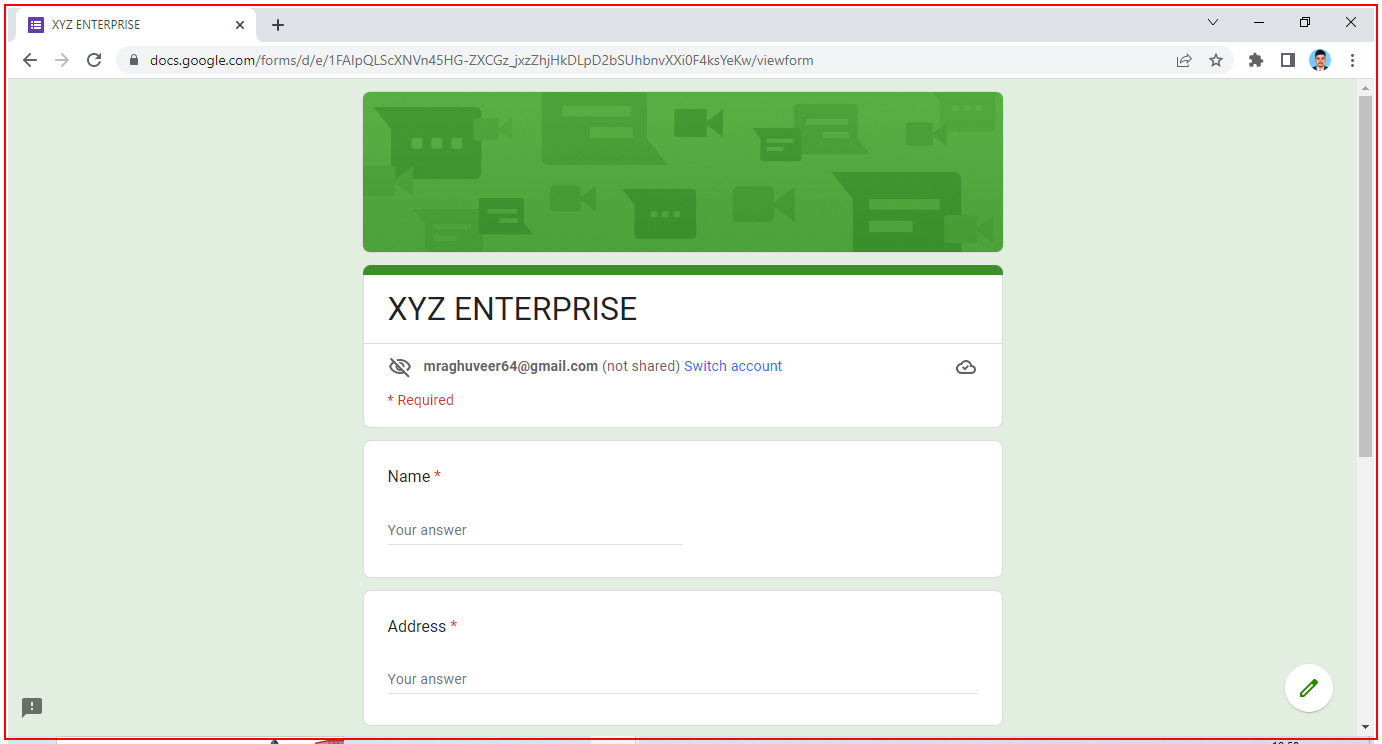 XYZ ENTERPRISE
docs.google.com/forms/d/e/1FAIpQLScXNVn45HG-ZXCGz_jxzZhjHkDLpD2bSUhbnvXXi0F4ksYeKw/viewform
XYZ ENTERPRISE
mraghuveer64@gmail.com (not shared) Switch account
* Required
Name *
Your answer
Address *
Your answer